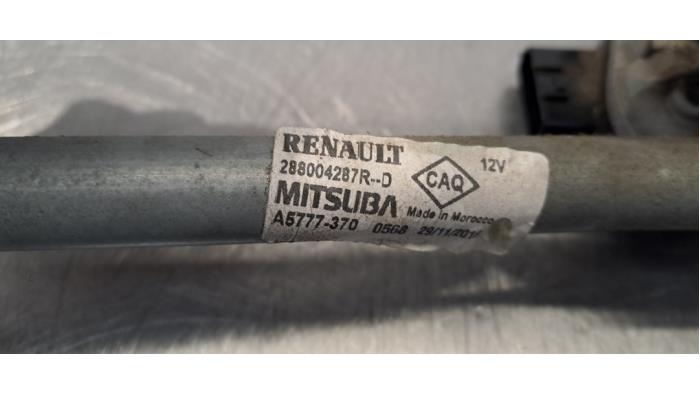 RENAULT
288004287R--D
CAQ
12V
MITSUBA
Made in Morocco
A5777-370 0568